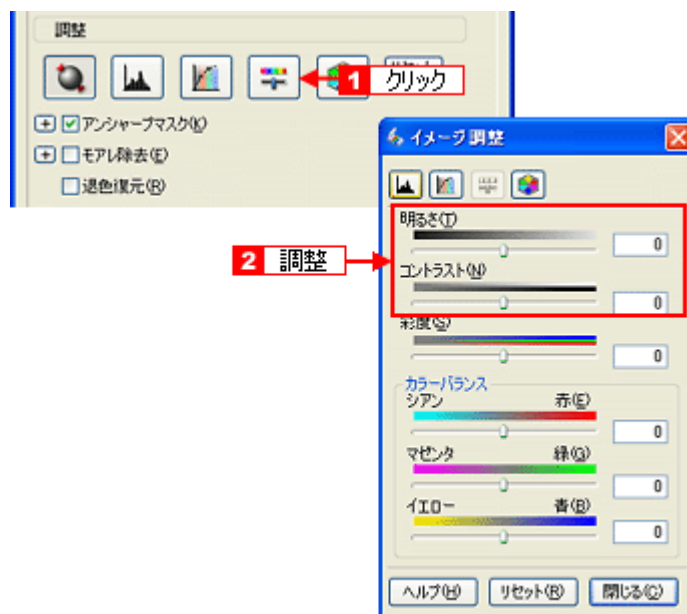 調整
1 クリック
アンシャープマスク(K)
モアレ除去(E)
退色復元(R)
イメージ調整
明るさ(T)
0
2 調整
コントラスト(N)
0
彩度(S)
0
カラーバランス
シアン 赤(E)
0
マゼンタ 緑(G)
0
イエロー 青(B)
0
ヘルプ(H) リセット(R) 閉じる(C)